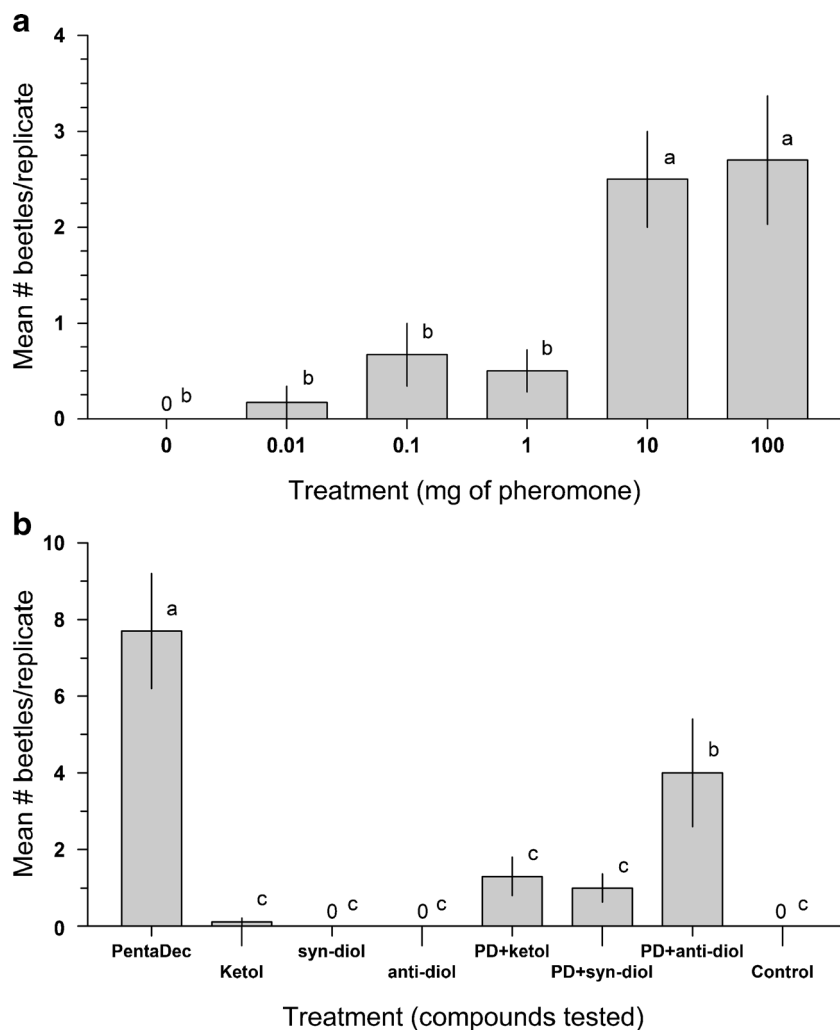 a
Mean # beetles/replicate
4
3
2
1
0
0 b
b
b
b
a
a
0 0.01 0.1 1 10 100
Treatment (mg of pheromone)
b
Mean # beetles/replicate
10
8
6
4
2
0
a
c
0 c
0 c
c
c
b
0 c
PentaDec syn-diol PD+ketol PD+anti-diol
Ketol anti-diol PD+syn-diol Control
Treatment (compounds tested)